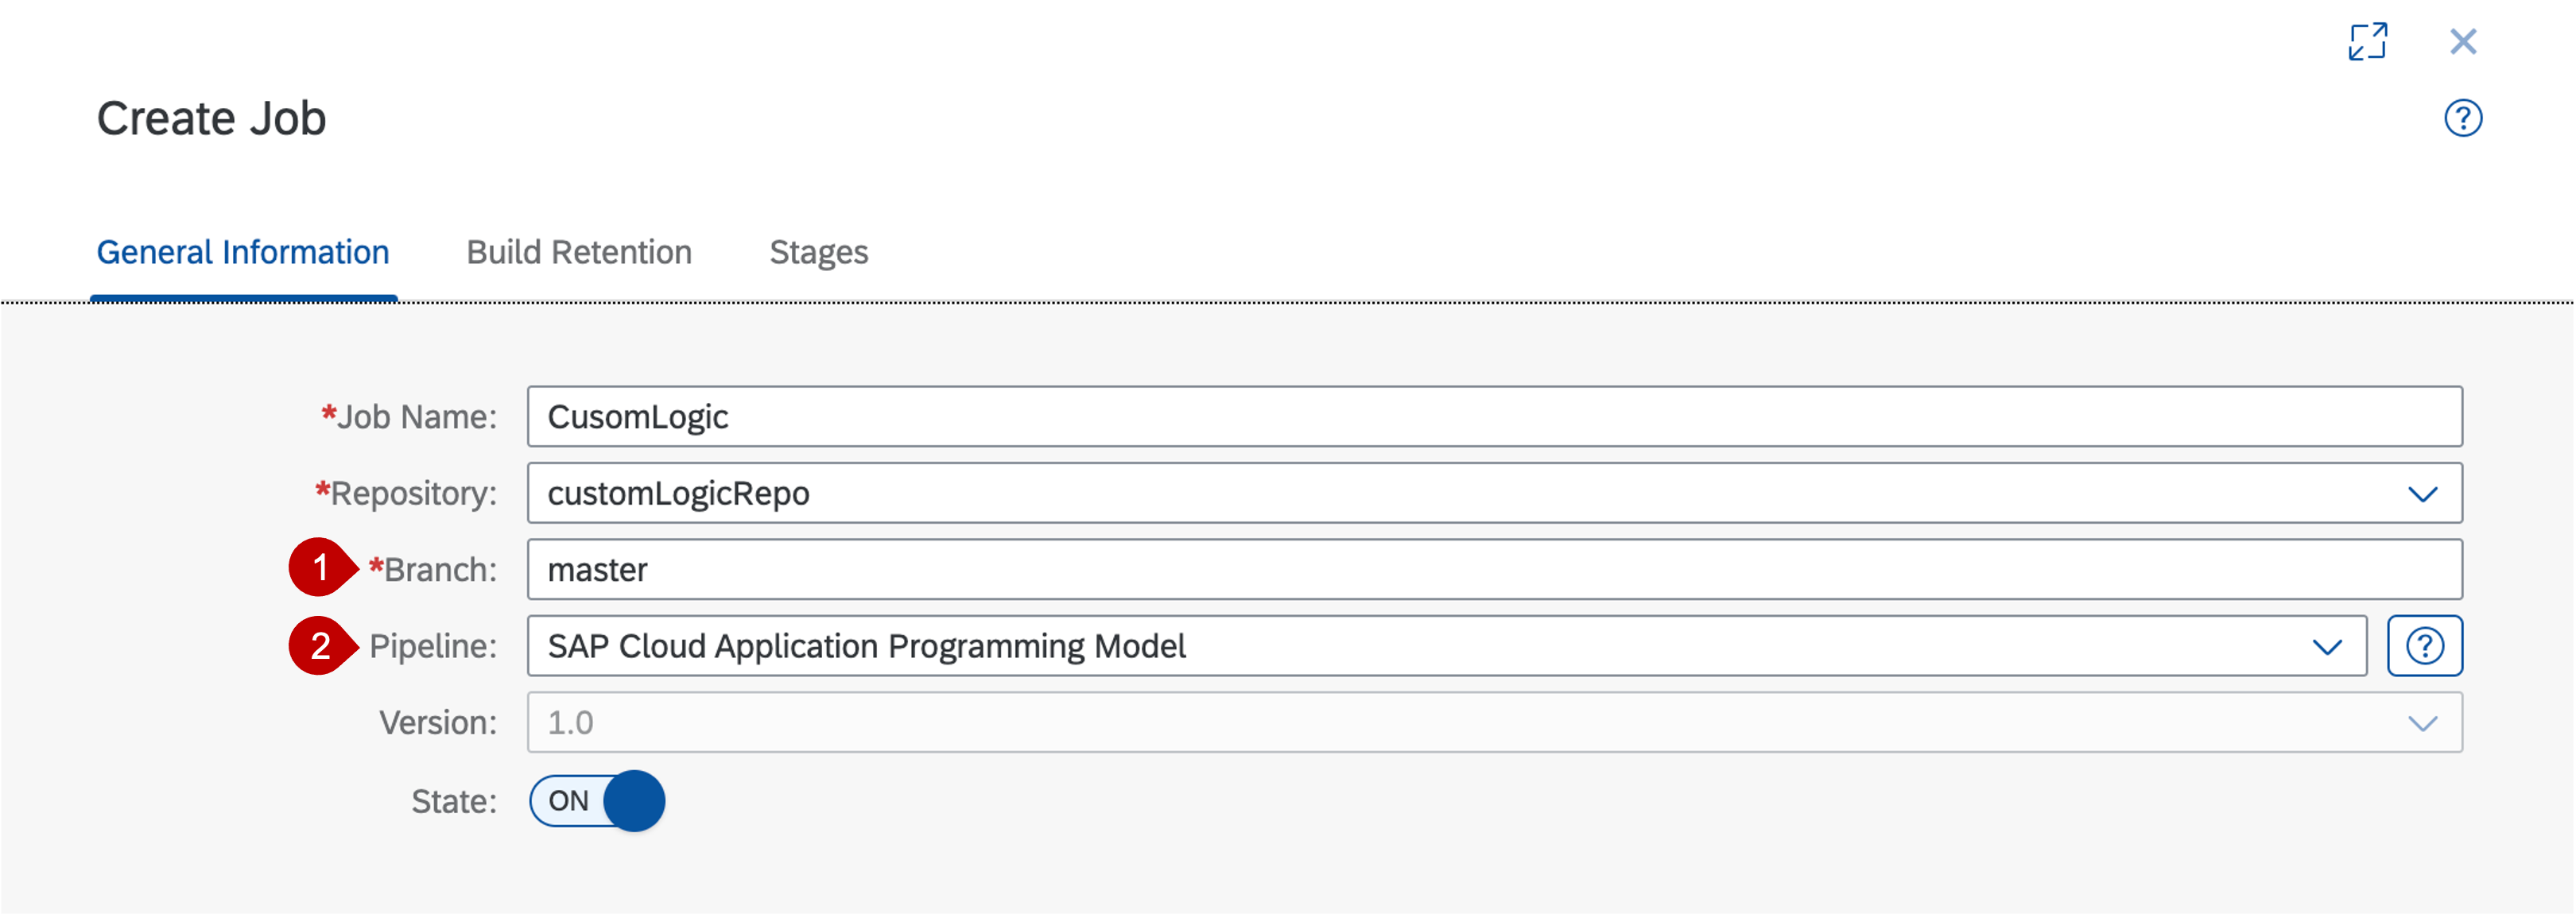 Create Job
General Information Build Retention Stages
*Job Name: CusomLogic
*Repository: customLogicRepo
1 *Branch: master
2 Pipeline: SAP Cloud Application Programming Model ?
Version: 1.0
State: ON